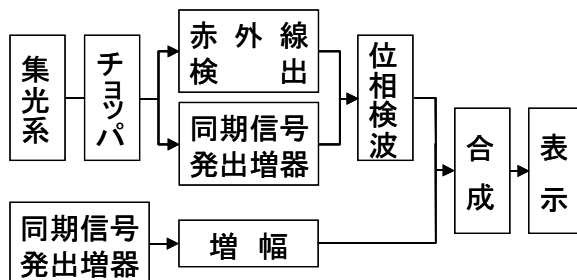 集光系
チョッパ
赤外線
検出
同期信号
発出増器
位相検波
合成
表示
同期信号
発出増器
増幅